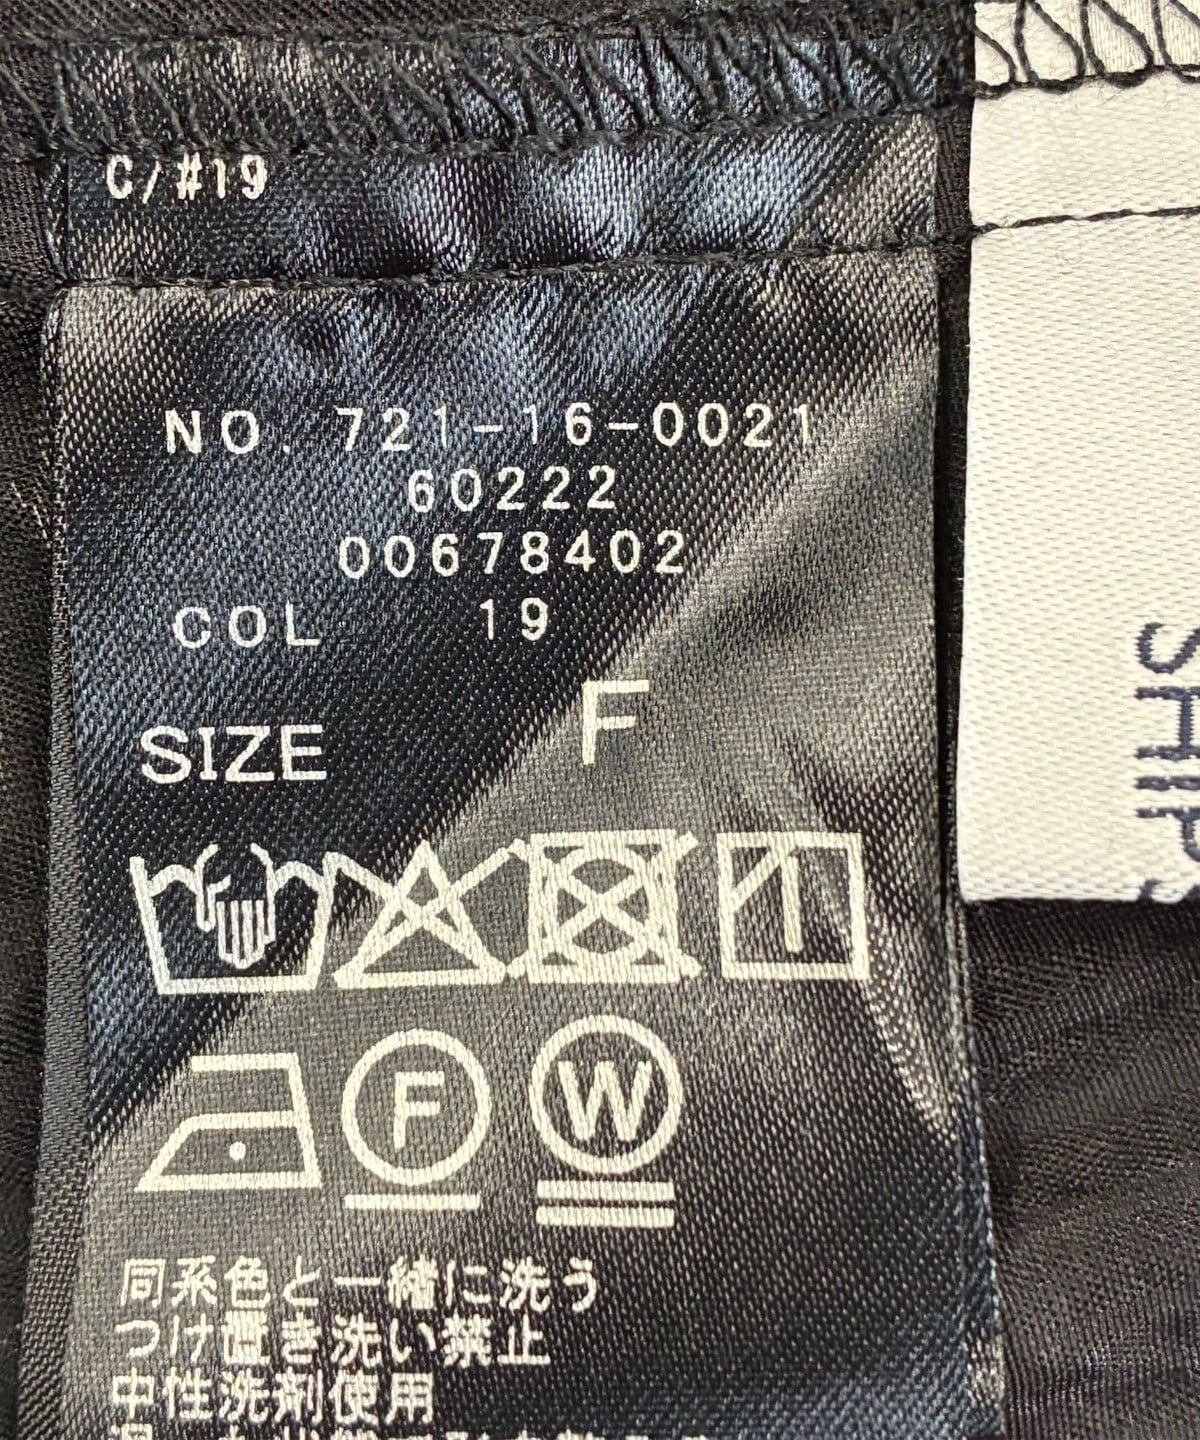 C/#19
NO. 721-16-0021
60222
00678402
COL 19
SIZE F
F
W
同系色と一緒に洗う
つけ置き洗い禁止
中性洗剤使用
SHIPS